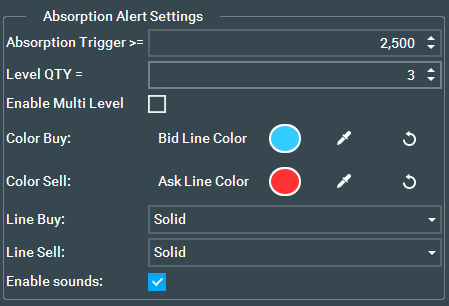 Absorption Alert Settings
Absorption Trigger >= 2,500
Level QTY = 3
Enable Multi Level
Color Buy: Bid Line Color
Color Sell: Ask Line Color
Line Buy: Solid
Line Sell: Solid
Enable sounds: